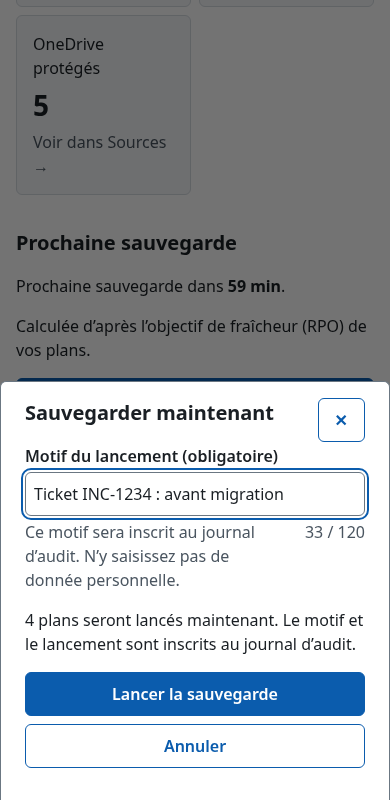 OneDrive
protégés
5
Voir dans Sources
→
Prochaine sauvegarde
Prochaine sauvegarde dans 59 min.
Calculée d’après l’objectif de fraîcheur (RPO) de
vos plans.
Sauvegarder maintenant
×
Motif du lancement (obligatoire)
Ticket INC-1234 : avant migration
Ce motif sera inscrit au journal
d’audit. N’y saisissez pas de
donnée personnelle.
33 / 120
4 plans seront lancés maintenant. Le motif et
le lancement sont inscrits au journal d’audit.
Lancer la sauvegarde
Annuler